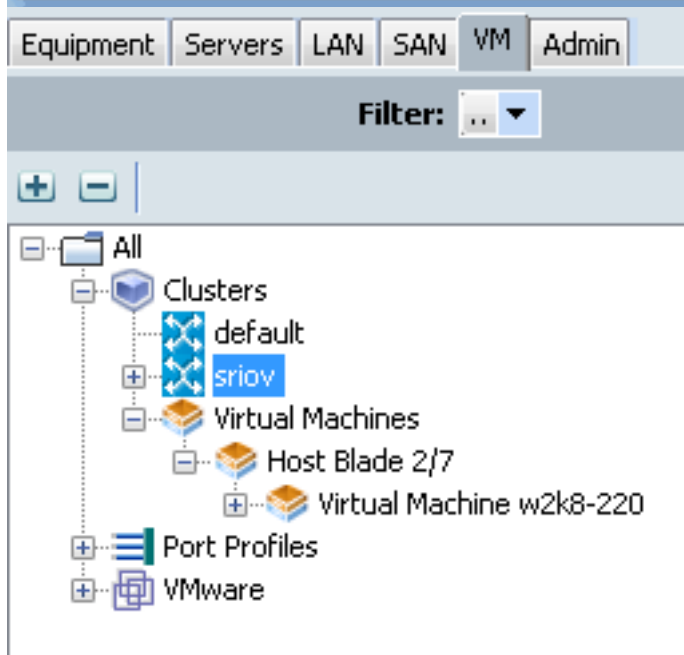 Equipment Servers LAN SAN VM Admin
Filter: ..
All
Clusters
default
sriov
Virtual Machines
Host Blade 2/7
Virtual Machine w2k8-220
Port Profiles
VMware